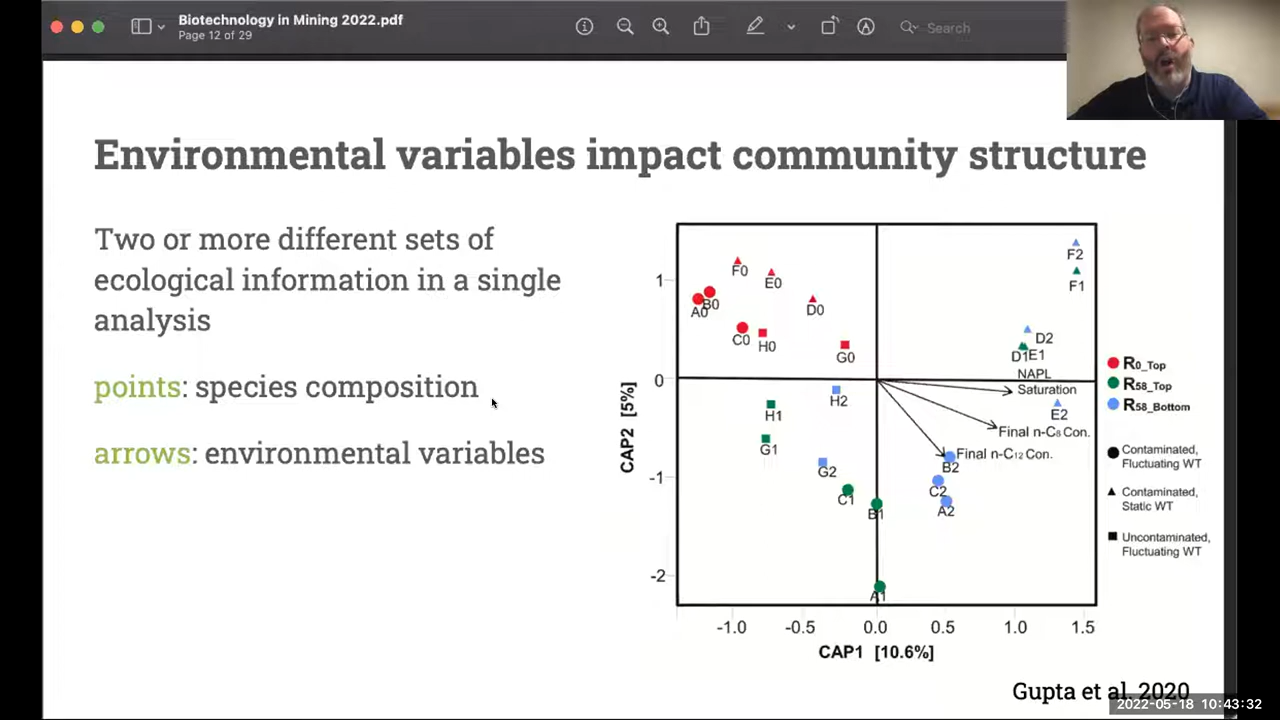 Biotechnology in Mining 2022.pdf
Page 12 of 29
Search
Environmental variables impact community structure
Two or more different sets of
ecological information in a single
analysis
points: species composition
arrows: environmental variables
F2
F1
F0
E0
A0
B0
D0
C0
H0
G0
D2
D1
E1
NAPL
Saturation
H2
E2
H1
G1
Final n-C8 Con.
Final n-C12 Con.
G2
B2
C1
C2
B1
A2
A1
1
0
-1
-2
CAP2 [5%]
-1.0
-0.5
0.0
0.5
1.0
1.5
CAP1 [10.6%]
R0_Top
R58_Top
R58_Bottom
Contaminated,
Fluctuating WT
Contaminated,
Static WT
Uncontaminated,
Fluctuating WT
Gupta et al. 2020
2022-05-18 10:43:32